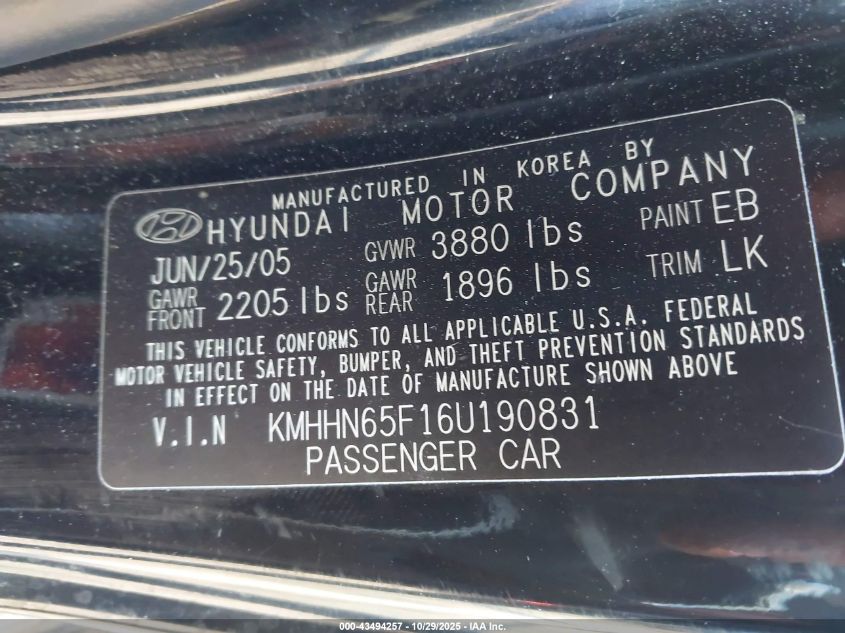 MANUFACTURED IN KOREA BY
HYUNDAI MOTOR COMPANY
JUN/25/05 GVWR 3880 lbs PAINT EB
GAWR FRONT 2205 lbs GAWR REAR 1896 lbs TRIM LK
THIS VEHICLE CONFORMS TO ALL APPLICABLE U.S.A. FEDERAL
MOTOR VEHICLE SAFETY, BUMPER, AND THEFT PREVENTION STANDARDS
IN EFFECT ON THE DATE OF MANUFACTURE SHOWN ABOVE
V.I.N KMHHN65F16U190831
PASSENGER CAR
000-43494257 - 10/29/2025 - IAA Inc.